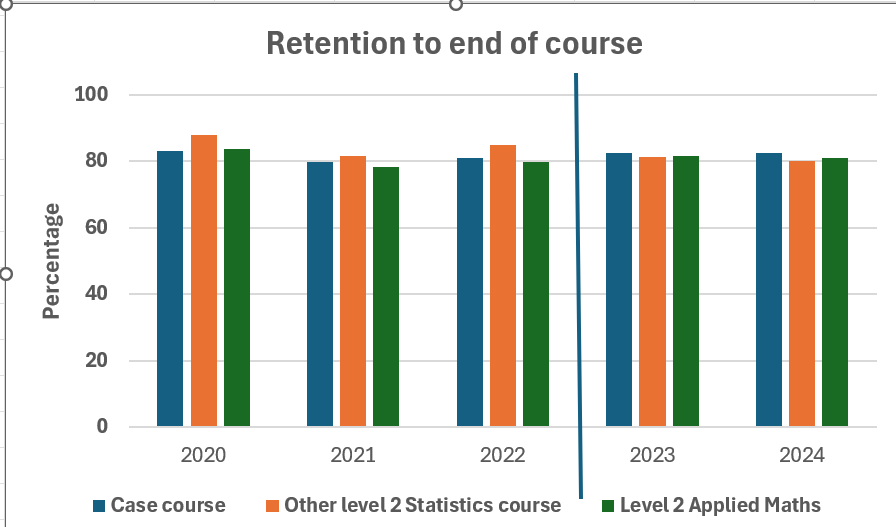 Retention to end of course
Percentage
100
80
60
40
20
0
2020 2021 2022 2023 2024
Case course Other level 2 Statistics course Level 2 Applied Maths